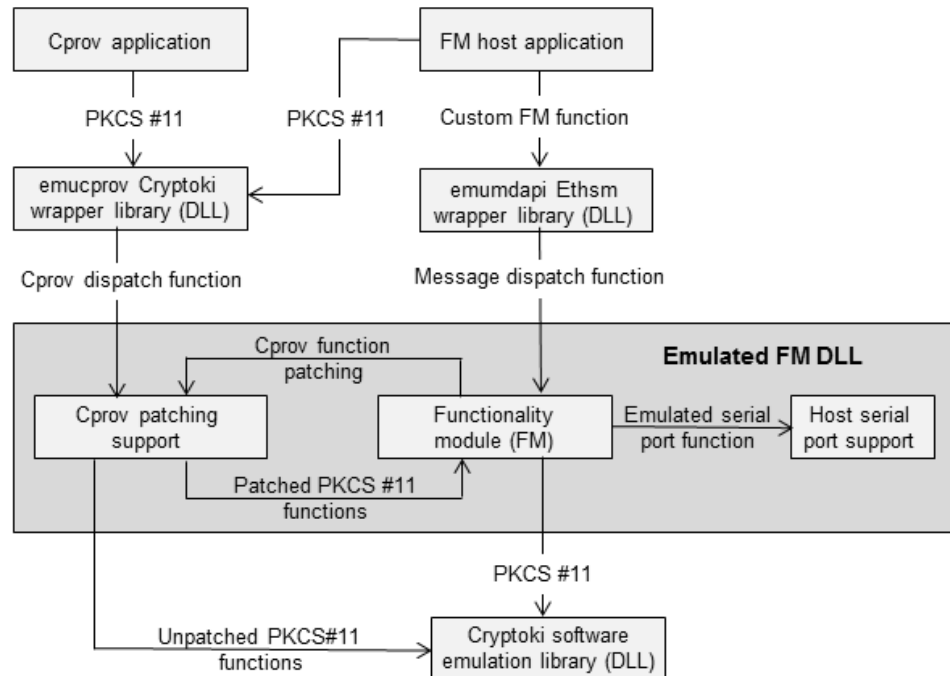 Cprov application
FM host application
PKCS #11
PKCS #11
Custom FM function
emucprov Cryptoki
wrapper library (DLL)
emumdapi Ethsm
wrapper library (DLL)
Cprov dispatch function
Message dispatch function
Emulated FM DLL
Cprov function
patching
Cprov patching
support
Functionality
module (FM)
Emulated serial
port function
Host serial
port support
Patched PKCS #11
functions
PKCS #11
Unpatched PKCS#11
functions
Cryptoki software
emulation library (DLL)